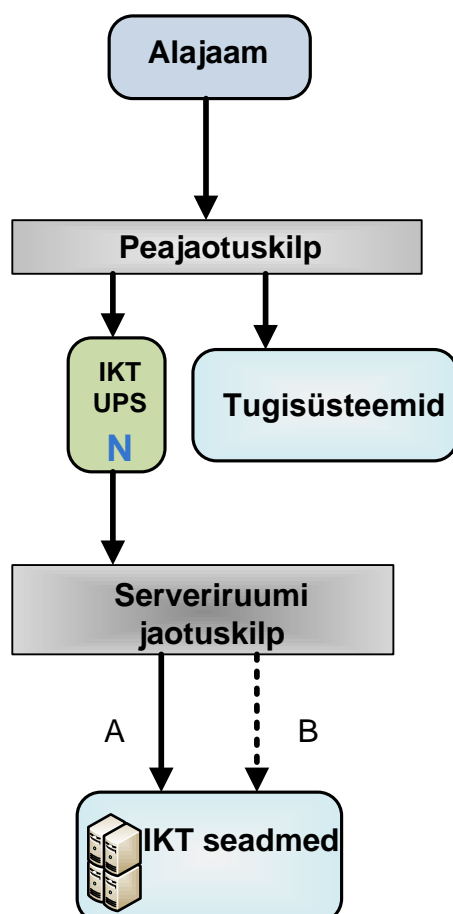 Alajaam
Peajaotuskilp
IKT
UPS
N
Tugisüsteemid
Serveriruumi
jaotuskilp
A
B
IKT seadmed